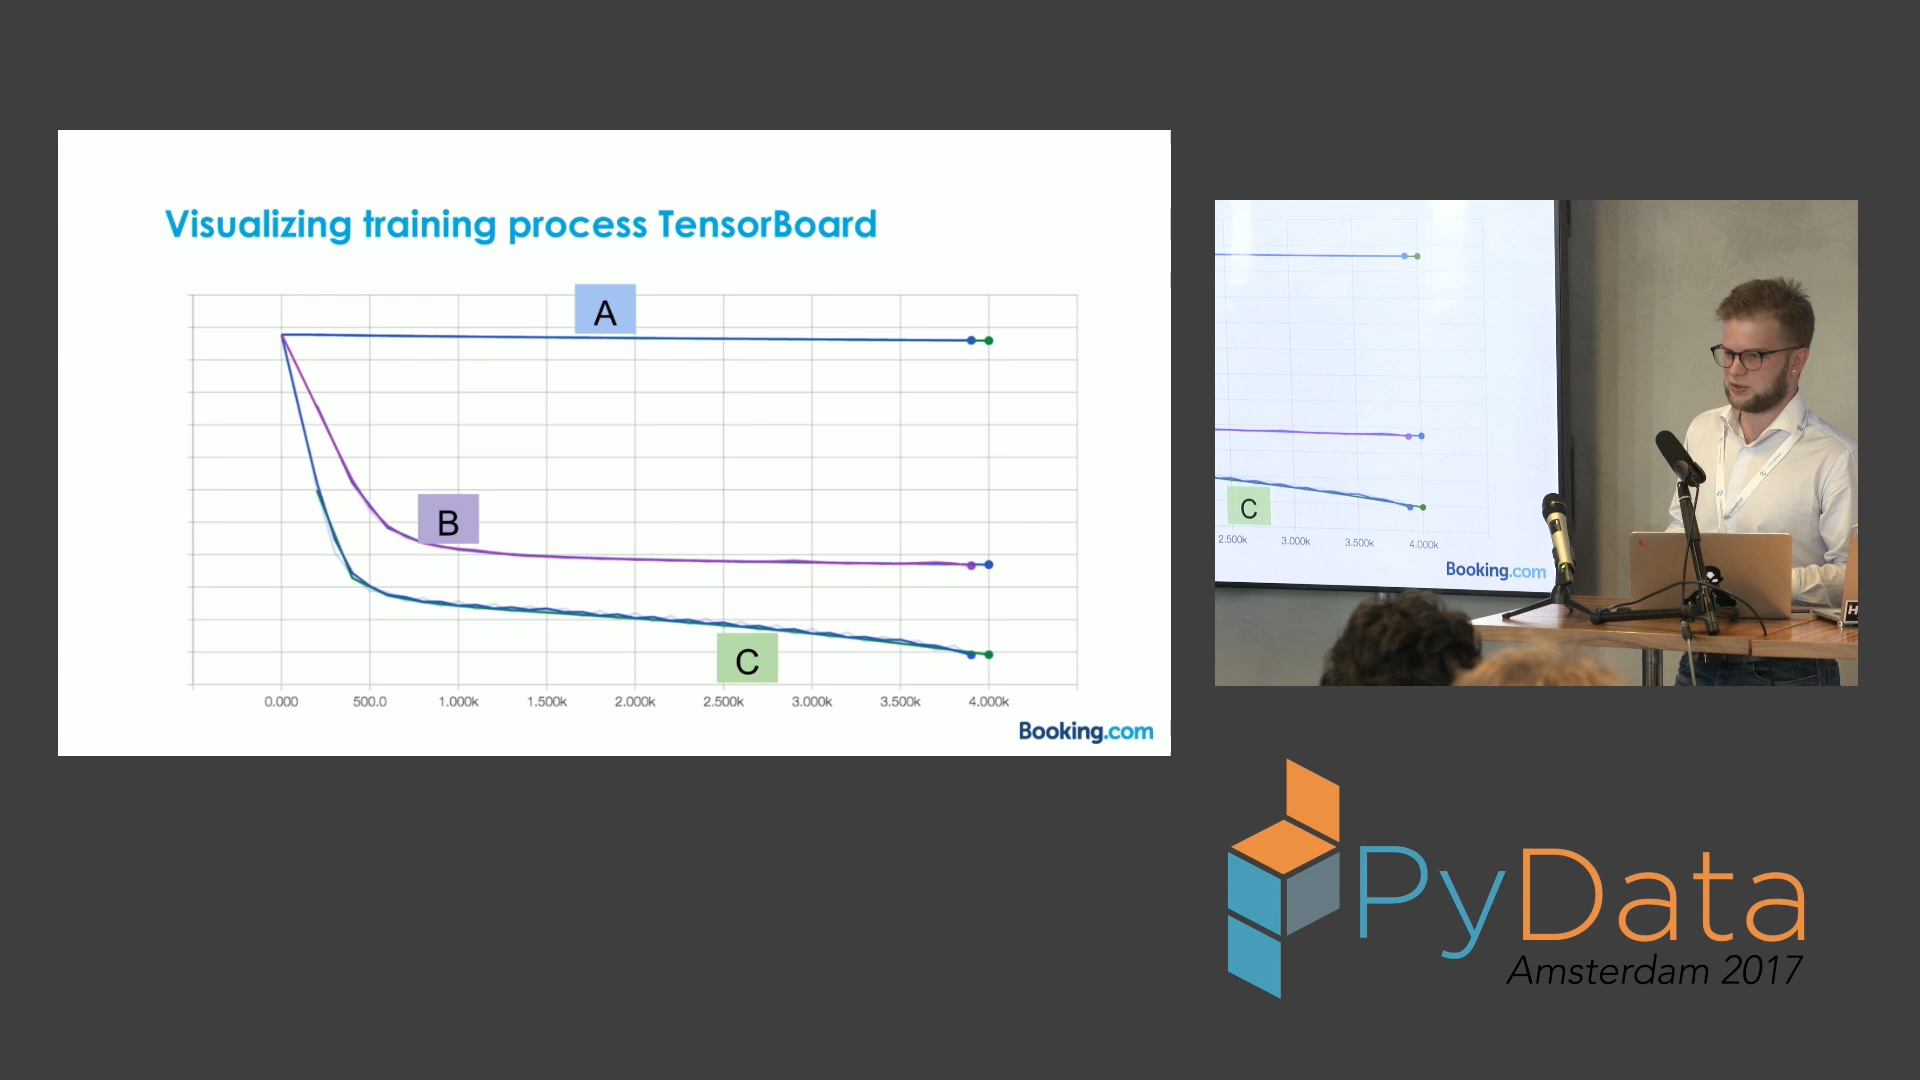 Visualizing training process TensorBoard
A
B
C
0.000 500.0 1.000k 1.500k 2.000k 2.500k 3.000k 3.500k 4.000k
Booking.com
C
2.500k 3.000k 3.500k 4.000k
Booking.com
H
PyData
Amsterdam 2017